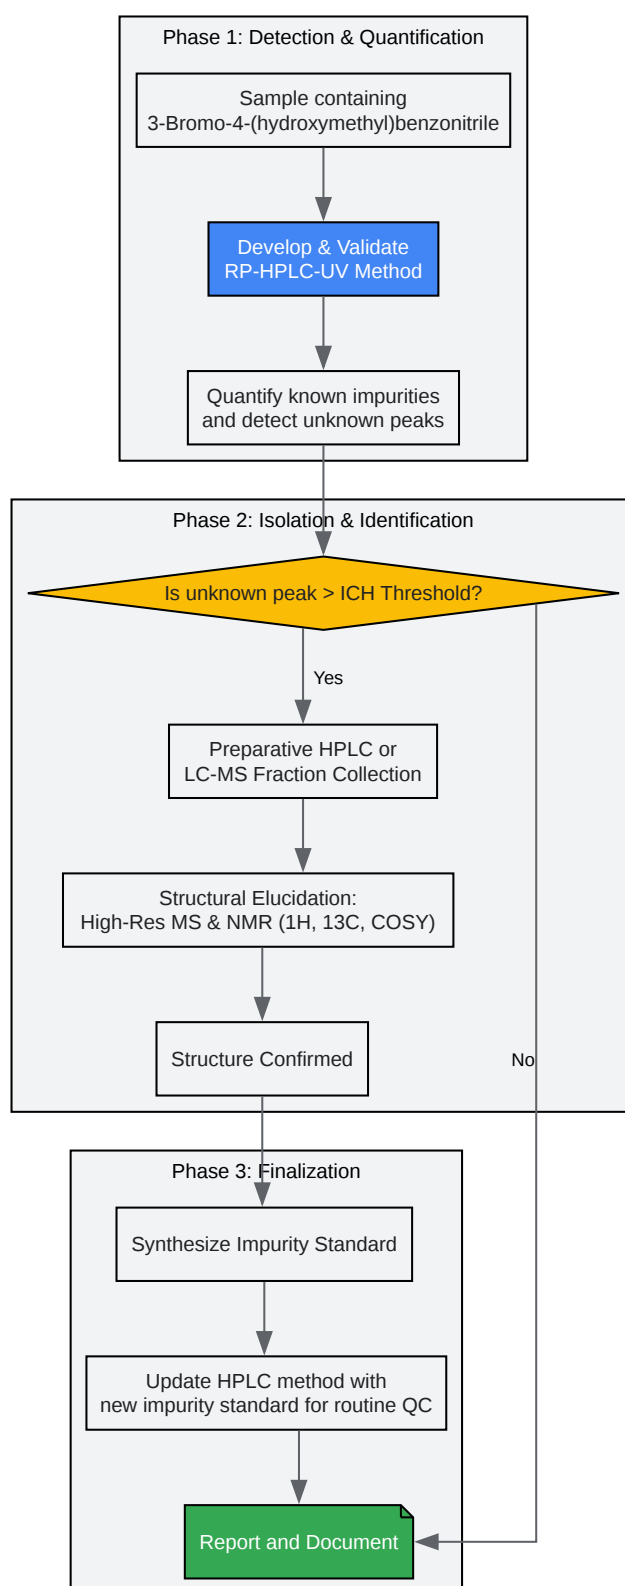 Phase 1: Detection & Quantification
Sample containing
3-Bromo-4-(hydroxymethyl)benzonitrile
Develop & Validate
RP-HPLC-UV Method
Quantify known impurities
and detect unknown peaks
Phase 2: Isolation & Identification
Is unknown peak > ICH Threshold?
Yes
Preparative HPLC or
LC-MS Fraction Collection
Structural Elucidation:
High-Res MS & NMR (1H, 13C, COSY)
Structure Confirmed
No
Phase 3: Finalization
Synthesize Impurity Standard
Update HPLC method with
new impurity standard for routine QC
Report and Document